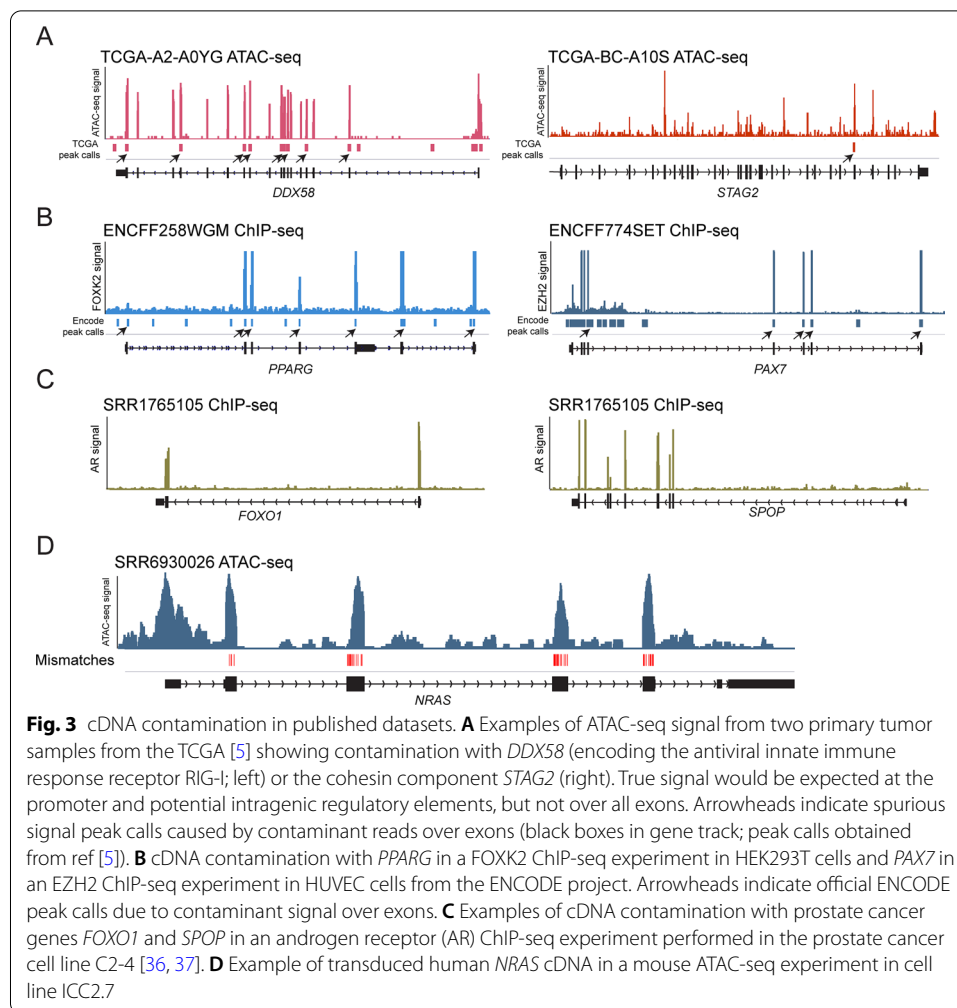 A
TCGA-A2-A0YG ATAC-seq
TCGA-BC-A10S ATAC-seq
ATAC-seq signal
ATAC-seq signal
TCGA
peak calls
TCGA
peak calls
DDX58
STAG2
B
ENCFF258WGM ChIP-seq
ENCFF774SET ChIP-seq
FOXK2 signal
EZH2 signal
Encode
peak calls
Encode
peak calls
PPARG
PAX7
C
SRR1765105 ChIP-seq
SRR1765105 ChIP-seq
AR signal
AR signal
FOXO1
SPOP
D
SRR6930026 ATAC-seq
ATAC-seq signal
Mismatches
NRAS
Fig. 3 cDNA contamination in published datasets. A Examples of ATAC-seq signal from two primary tumor
samples from the TCGA [5] showing contamination with DDX58 (encoding the antiviral innate immune
response receptor RIG-I; left) or the cohesin component STAG2 (right). True signal would be expected at the
promoter and potential intragenic regulatory elements, but not over all exons. Arrowheads indicate spurious
signal peak calls caused by contaminant reads over exons (black boxes in gene track; peak calls obtained
from ref [5]). B cDNA contamination with PPARG in a FOXK2 ChIP-seq experiment in HEK293T cells and PAX7 in
an EZH2 ChIP-seq experiment in HUVEC cells from the ENCODE project. Arrowheads indicate official ENCODE
peak calls due to contaminant signal over exons. C Examples of cDNA contamination with prostate cancer
genes FOXO1 and SPOP in an androgen receptor (AR) ChIP-seq experiment performed in the prostate cancer
cell line C2-4 [36, 37]. D Example of transduced human NRAS cDNA in a mouse ATAC-seq experiment in cell
line ICC2.7